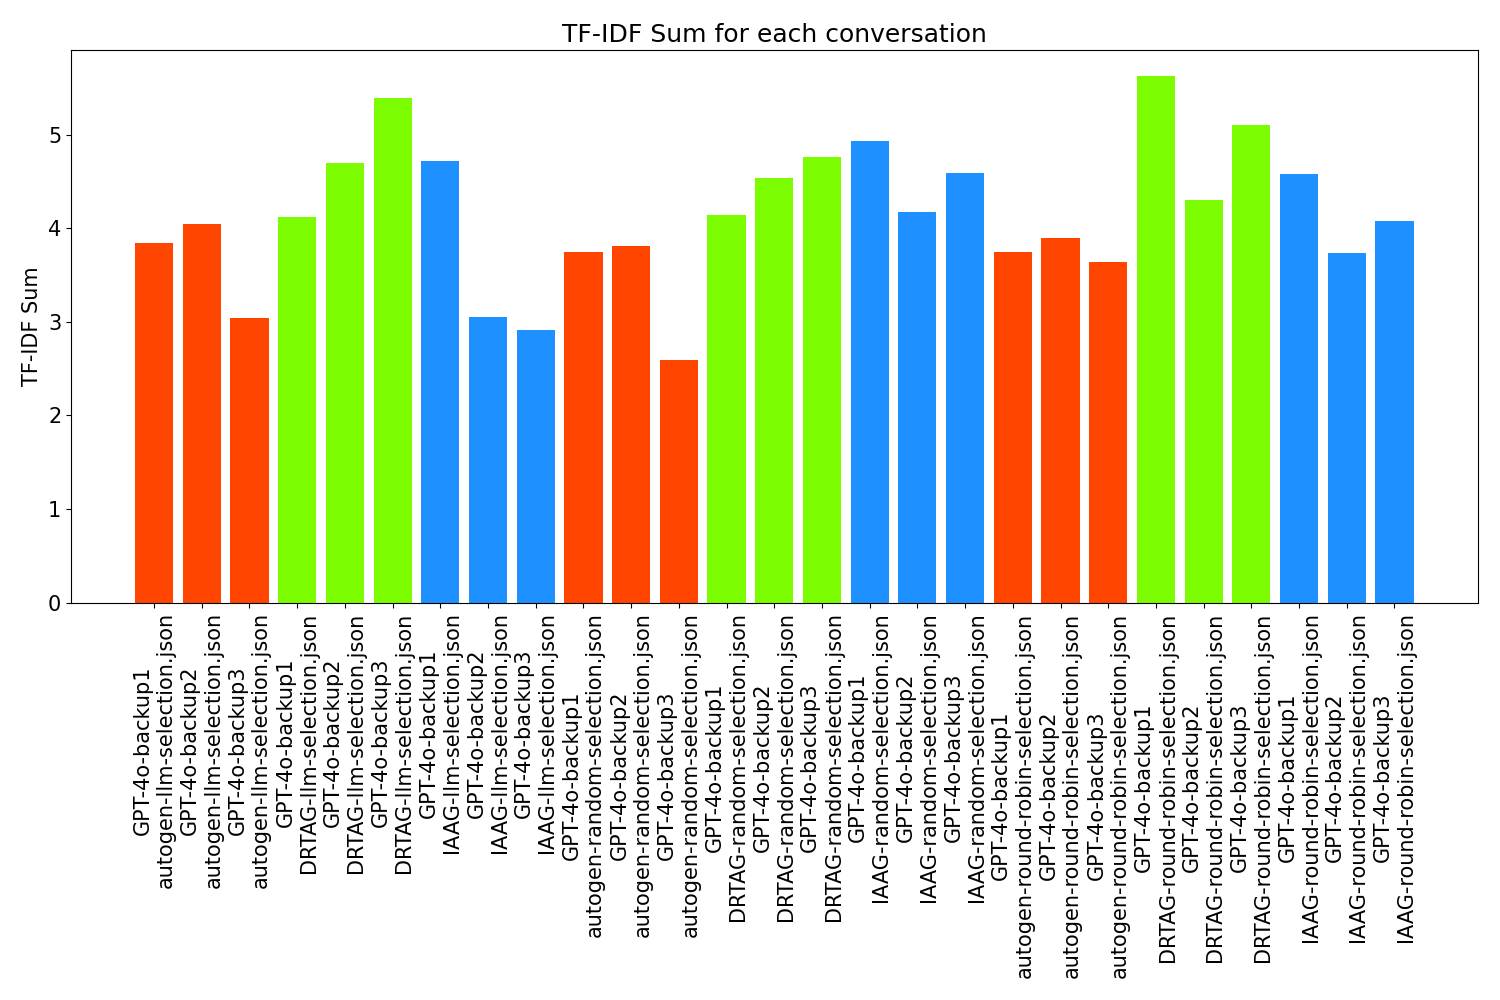 TF-IDF Sum for each conversation
TF-IDF Sum
5
4
3
2
1
0
GPT-4o-backup1
autogen-llm-selection.json
GPT-4o-backup2
autogen-llm-selection.json
GPT-4o-backup3
autogen-llm-selection.json
GPT-4o-backup1
DRTAG-llm-selection.json
GPT-4o-backup2
DRTAG-llm-selection.json
GPT-4o-backup3
DRTAG-llm-selection.json
GPT-4o-backup1
IAAG-llm-selection.json
GPT-4o-backup2
IAAG-llm-selection.json
GPT-4o-backup3
IAAG-llm-selection.json
GPT-4o-backup1
autogen-random-selection.json
GPT-4o-backup2
autogen-random-selection.json
GPT-4o-backup3
autogen-random-selection.json
GPT-4o-backup1
DRTAG-random-selection.json
GPT-4o-backup2
DRTAG-random-selection.json
GPT-4o-backup3
DRTAG-random-selection.json
GPT-4o-backup1
IAAG-random-selection.json
GPT-4o-backup2
IAAG-random-selection.json
GPT-4o-backup3
IAAG-random-selection.json
GPT-4o-backup1
autogen-round-robin-selection.json
GPT-4o-backup2
autogen-round-robin-selection.json
GPT-4o-backup3
autogen-round-robin-selection.json
GPT-4o-backup1
DRTAG-round-robin-selection.json
GPT-4o-backup2
DRTAG-round-robin-selection.json
GPT-4o-backup3
DRTAG-round-robin-selection.json
GPT-4o-backup1
IAAG-round-robin-selection.json
GPT-4o-backup2
IAAG-round-robin-selection.json
GPT-4o-backup3
IAAG-round-robin-selection.json